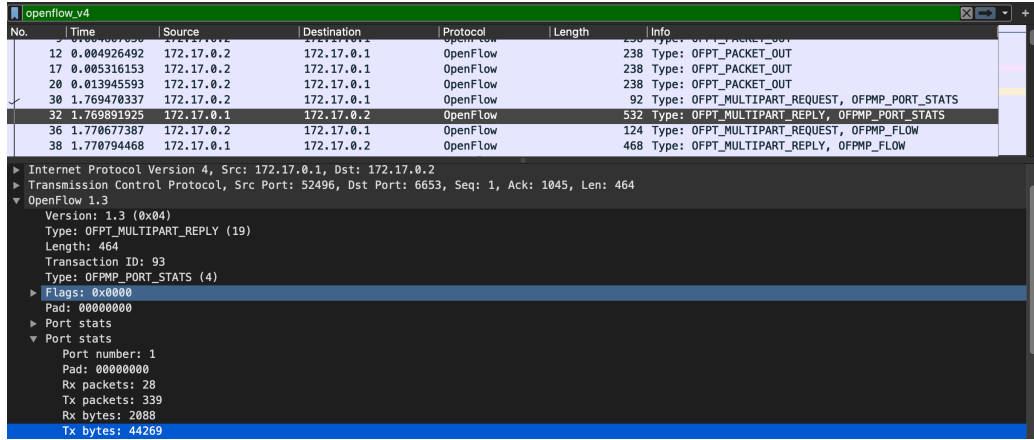 openflow_v4
No. Time Source Destination Protocol Length Info
12 0.004926492 172.17.0.2 172.17.0.1 OpenFlow 238 Type: OFPT_PACKET_OUT
17 0.005316153 172.17.0.2 172.17.0.1 OpenFlow 238 Type: OFPT_PACKET_OUT
20 0.013945593 172.17.0.2 172.17.0.1 OpenFlow 238 Type: OFPT_PACKET_OUT
30 1.769470337 172.17.0.2 172.17.0.1 OpenFlow 92 Type: OFPT_MULTIPART_REQUEST, OFPMP_PORT_STATS
32 1.769891925 172.17.0.1 172.17.0.2 OpenFlow 532 Type: OFPT_MULTIPART_REPLY, OFPMP_PORT_STATS
36 1.770677387 172.17.0.2 172.17.0.1 OpenFlow 124 Type: OFPT_MULTIPART_REQUEST, OFPMP_FLOW
38 1.770794468 172.17.0.1 172.17.0.2 OpenFlow 468 Type: OFPT_MULTIPART_REPLY, OFPMP_FLOW
Internet Protocol Version 4, Src: 172.17.0.1, Dst: 172.17.0.2
Transmission Control Protocol, Src Port: 52496, Dst Port: 6653, Seq: 1, Ack: 1045, Len: 464
OpenFlow 1.3
Version: 1.3 (0x04)
Type: OFPT_MULTIPART_REPLY (19)
Length: 464
Transaction ID: 93
Type: OFPMP_PORT_STATS (4)
Flags: 0x0000
Pad: 00000000
Port stats
Port stats
Port number: 1
Pad: 00000000
Rx packets: 28
Tx packets: 339
Rx bytes: 2088
Tx bytes: 44269